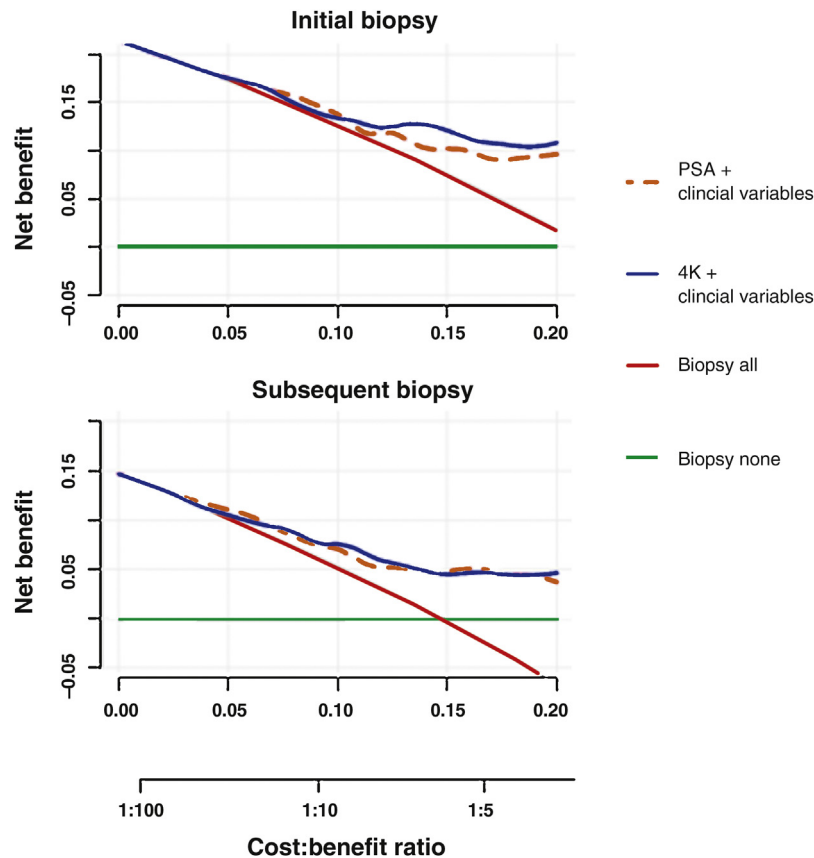 Initial biopsy
Net benefit
0.15
0.05
−0.05
0.00 0.05 0.10 0.15 0.20
PSA +
clincial variables
4K +
clincial variables
Biopsy all
Biopsy none
Subsequent biopsy
Net benefit
0.15
0.05
−0.05
0.00 0.05 0.10 0.15 0.20
1:100 1:10 1:5
Cost:benefit ratio